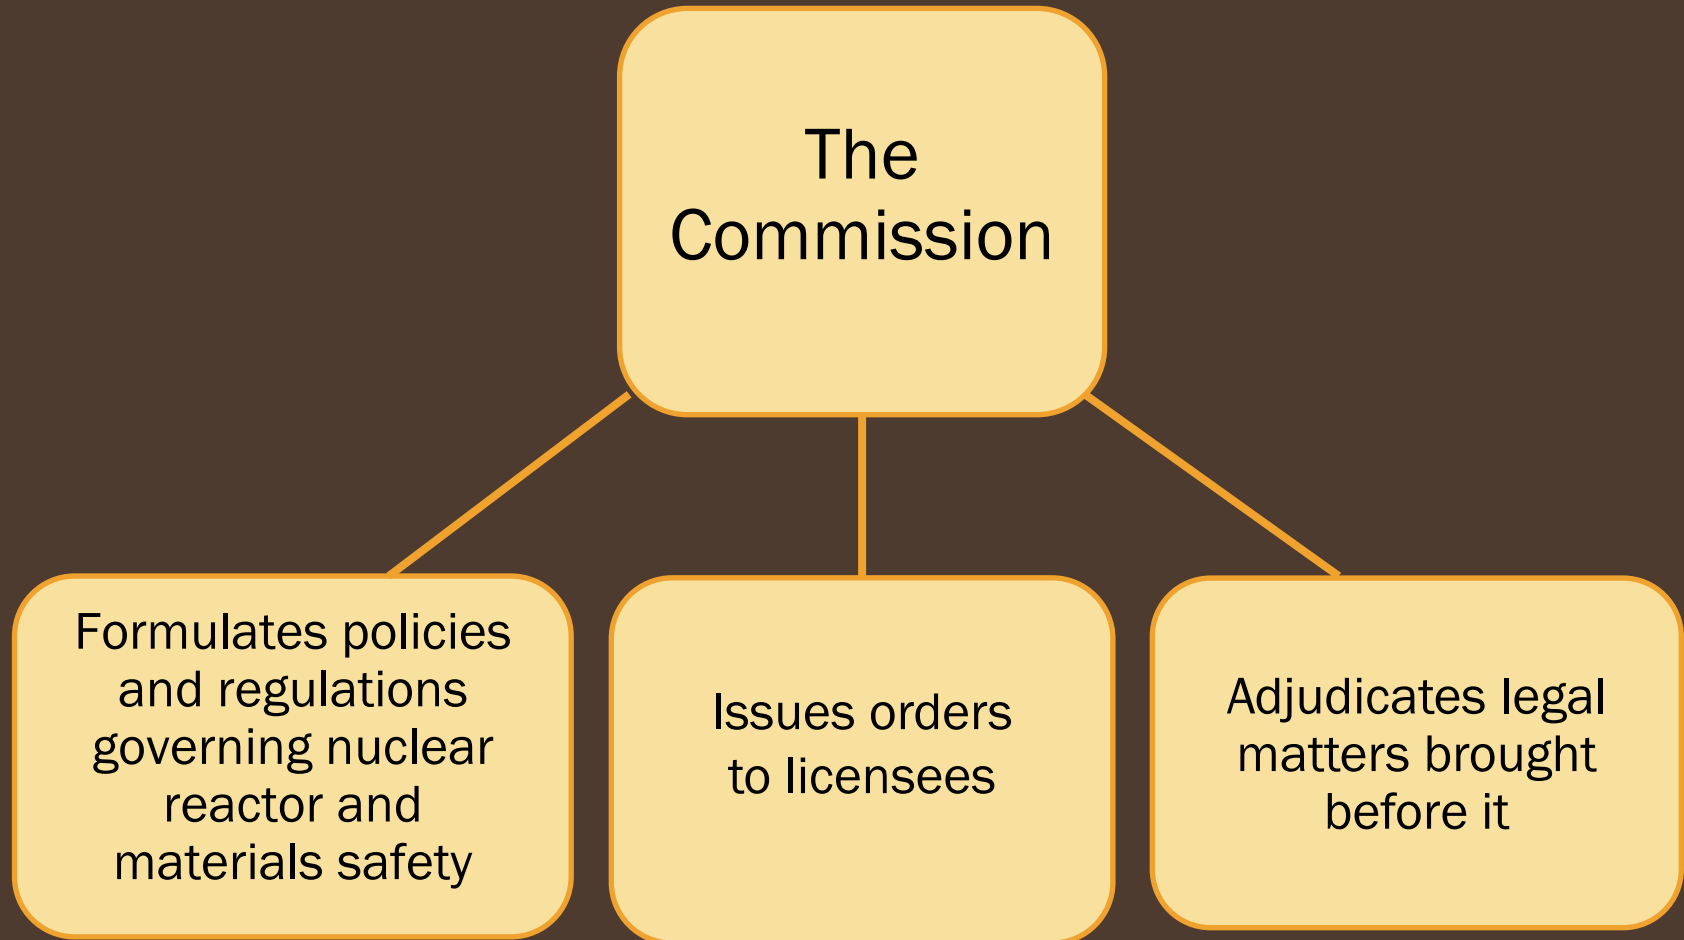 The
Commission
Formulates policies
and regulations
governing nuclear
reactor and
materials safety
Issues orders
to licensees
Adjudicates legal
matters brought
before it